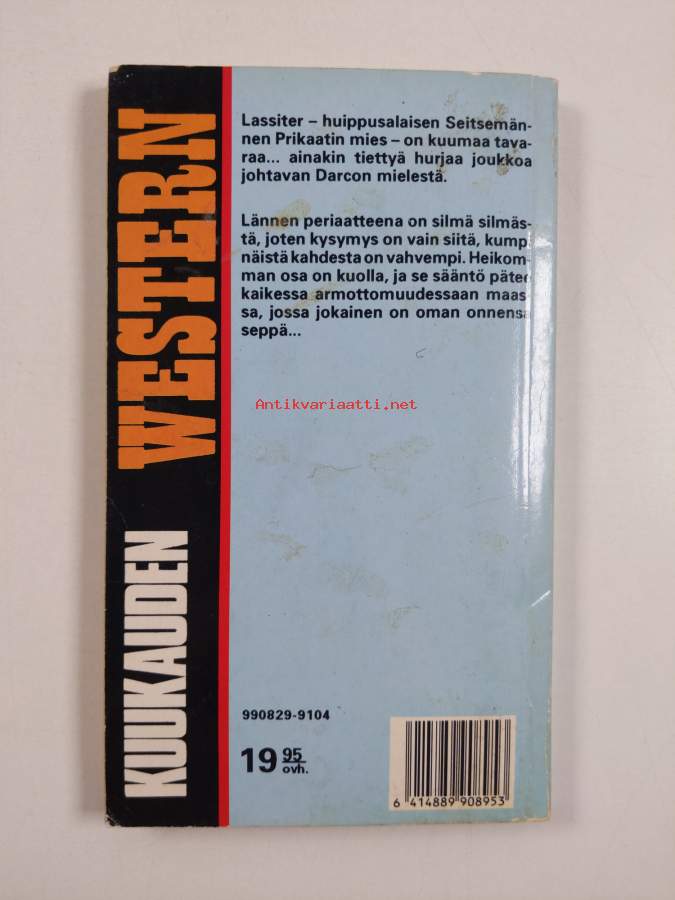 KUUKAUDEN WESTERN
Lassiter – huippusalaisen Seitsemän-
nen Prikaatin mies – on kuumaa tava-
raa... ainakin tiettyä hurjaa joukkoa
johtavan Darcon mielestä.
Lännen periaatteena on silmä silmäs-
tä, joten kysymys on vain siitä, kumpi
näistä kahdesta on vahvempi. Heikom-
man osa on kuolla, ja se sääntö pätee
kaikessa armottomuudessaan maas-
sa, jossa jokainen on oman onnensa
seppä...
Antikvariaatti.net
990829-9104
19 95
ovh.
6 414889 908953